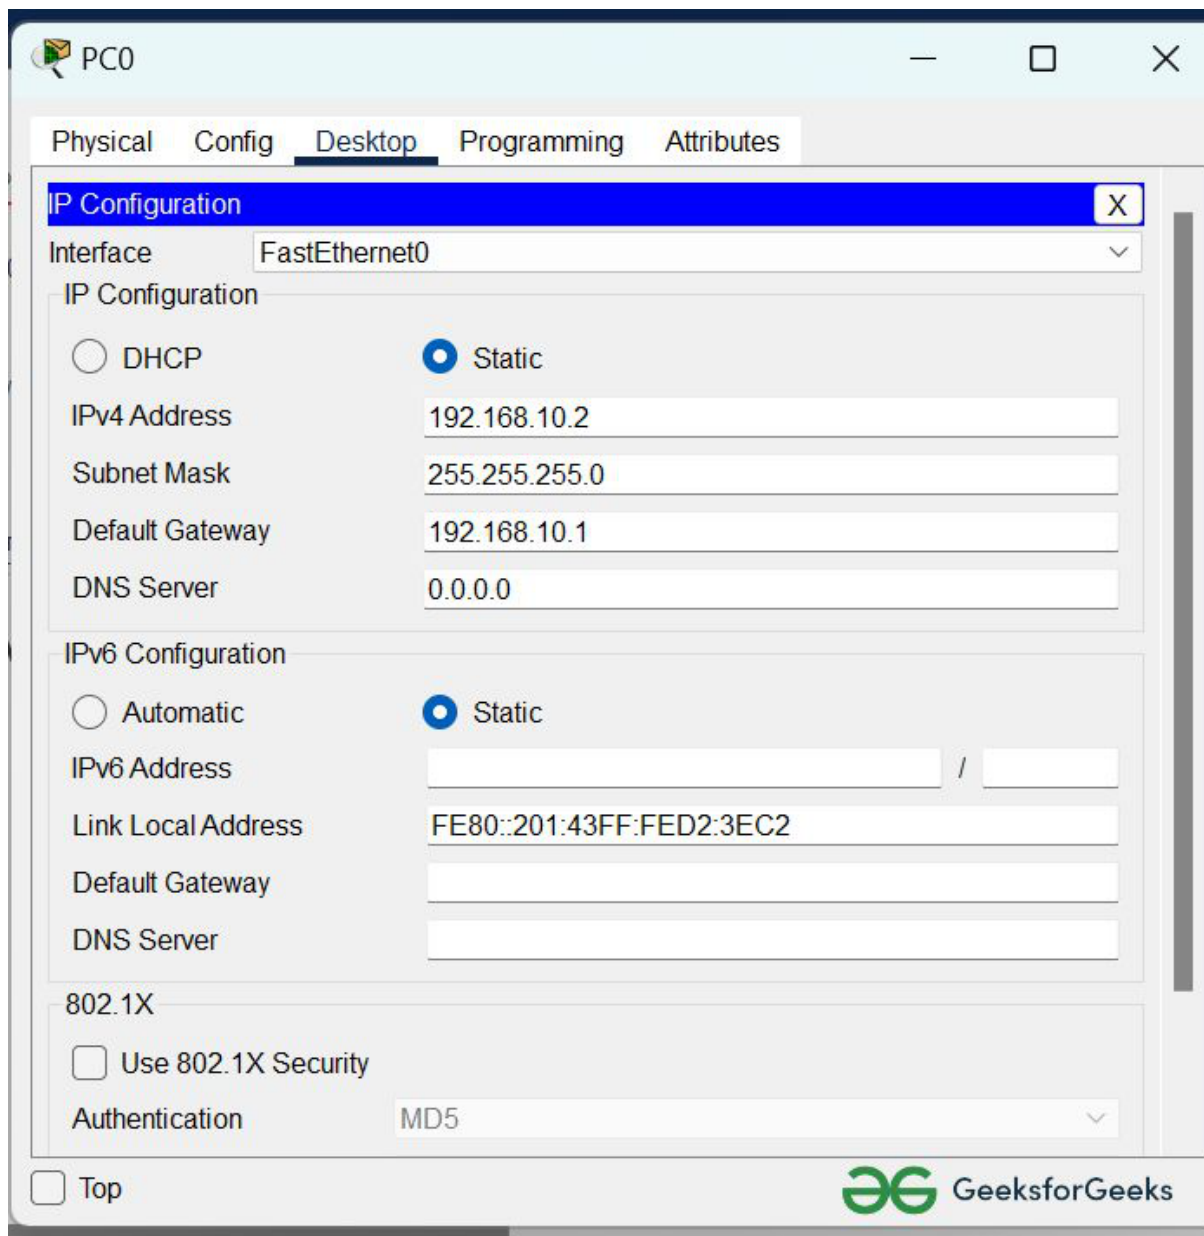 PC0
Physical Config Desktop Programming Attributes
IP Configuration X
Interface FastEthernet0
IP Configuration
DHCP Static
IPv4 Address 192.168.10.2
Subnet Mask 255.255.255.0
Default Gateway 192.168.10.1
DNS Server 0.0.0.0
IPv6 Configuration
Automatic Static
IPv6 Address /
Link Local Address FE80::201:43FF:FED2:3EC2
Default Gateway
DNS Server
802.1X
Use 802.1X Security
Authentication MD5
Top GeeksforGeeks